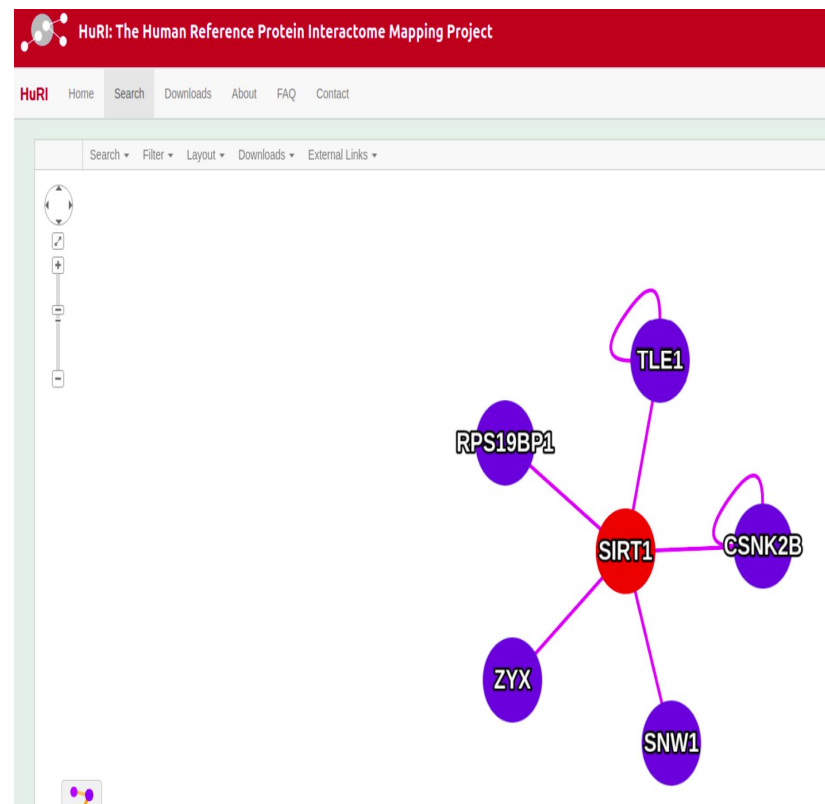 HuRI: The Human Reference Protein Interactome Mapping Project
HuRI Home Search Downloads About FAQ Contact
Search Filter Layout Downloads External Links
TLE1
RPS19BP1
SIRT1
CSNK2B
ZYX
SNW1